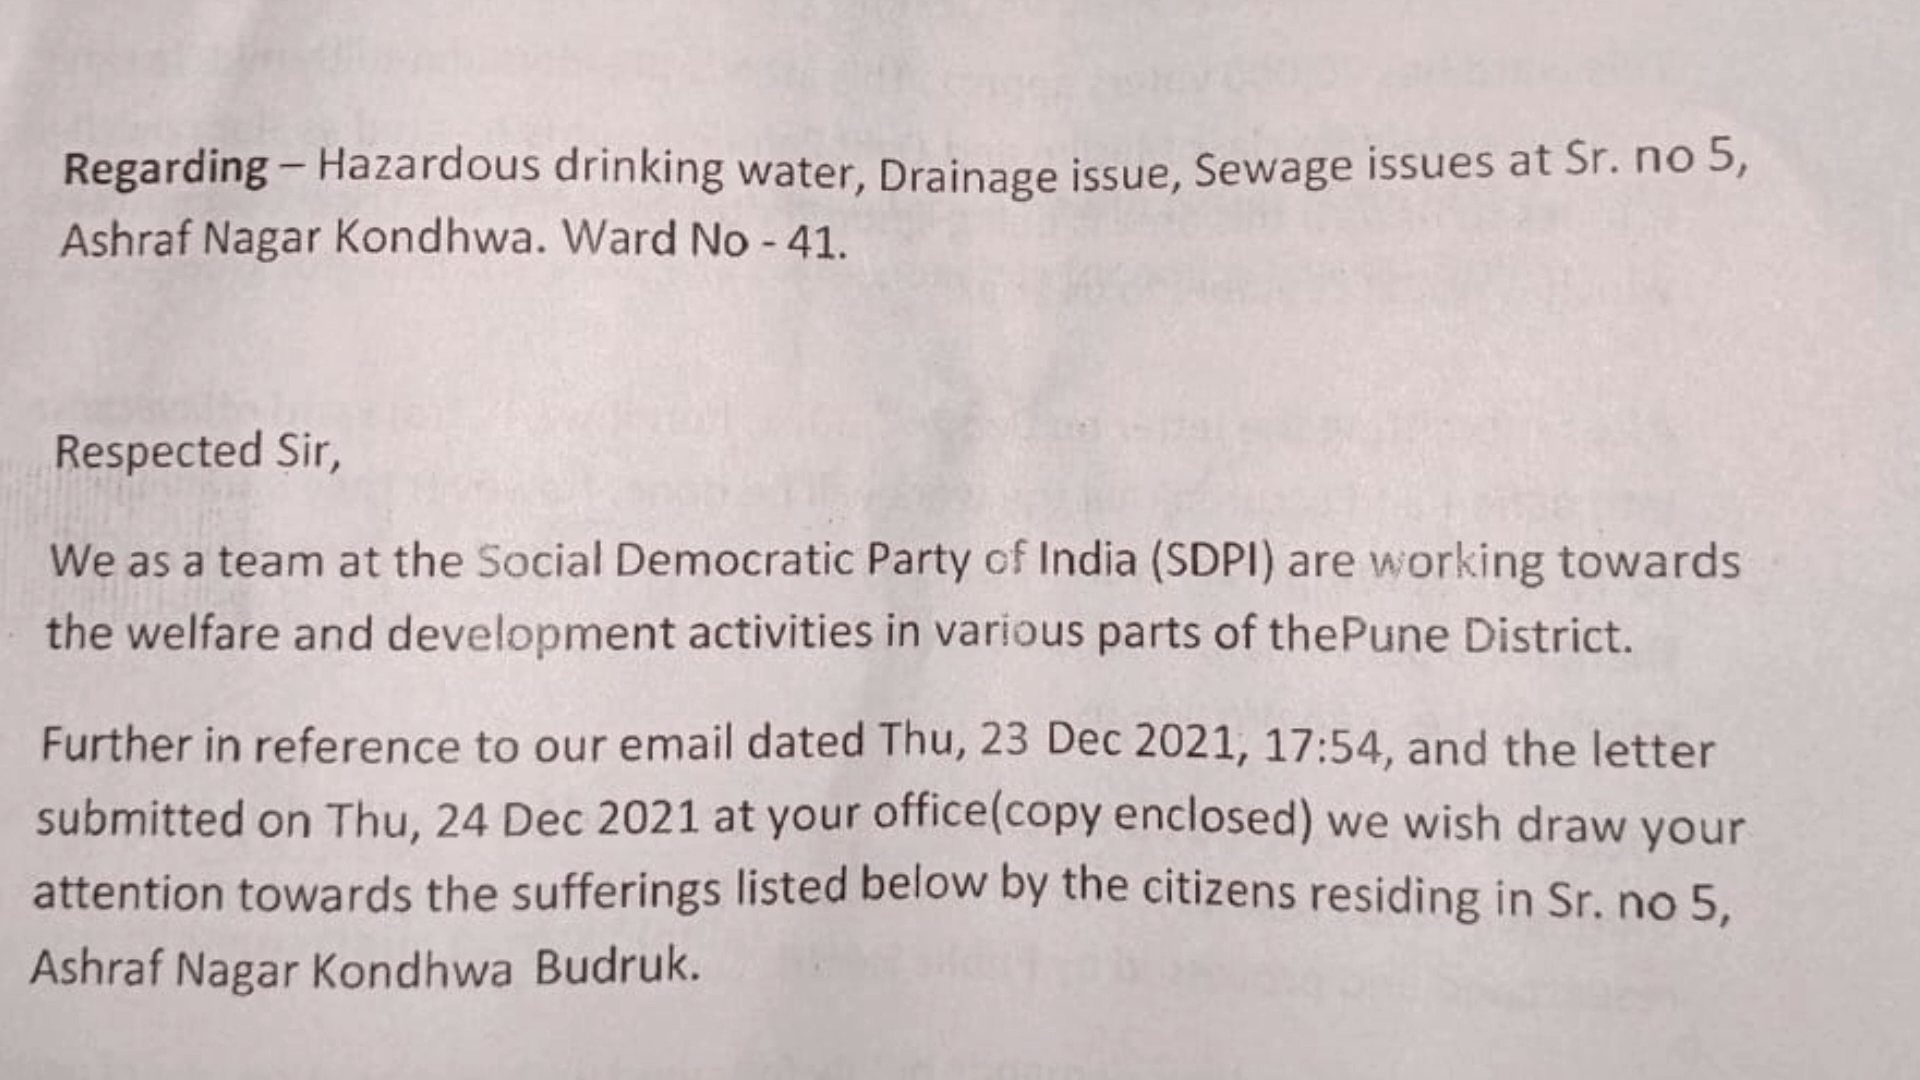 Regarding – Hazardous drinking water, Drainage issue, Sewage issues at Sr. no 5,
Ashraf Nagar Kondhwa. Ward No - 41.
Respected Sir,
We as a team at the Social Democratic Party of India (SDPI) are working towards
the welfare and development activities in various parts of thePune District.
Further in reference to our email dated Thu, 23 Dec 2021, 17:54, and the letter
submitted on Thu, 24 Dec 2021 at your office(copy enclosed) we wish draw your
attention towards the sufferings listed below by the citizens residing in Sr. no 5,
Ashraf Nagar Kondhwa Budruk.